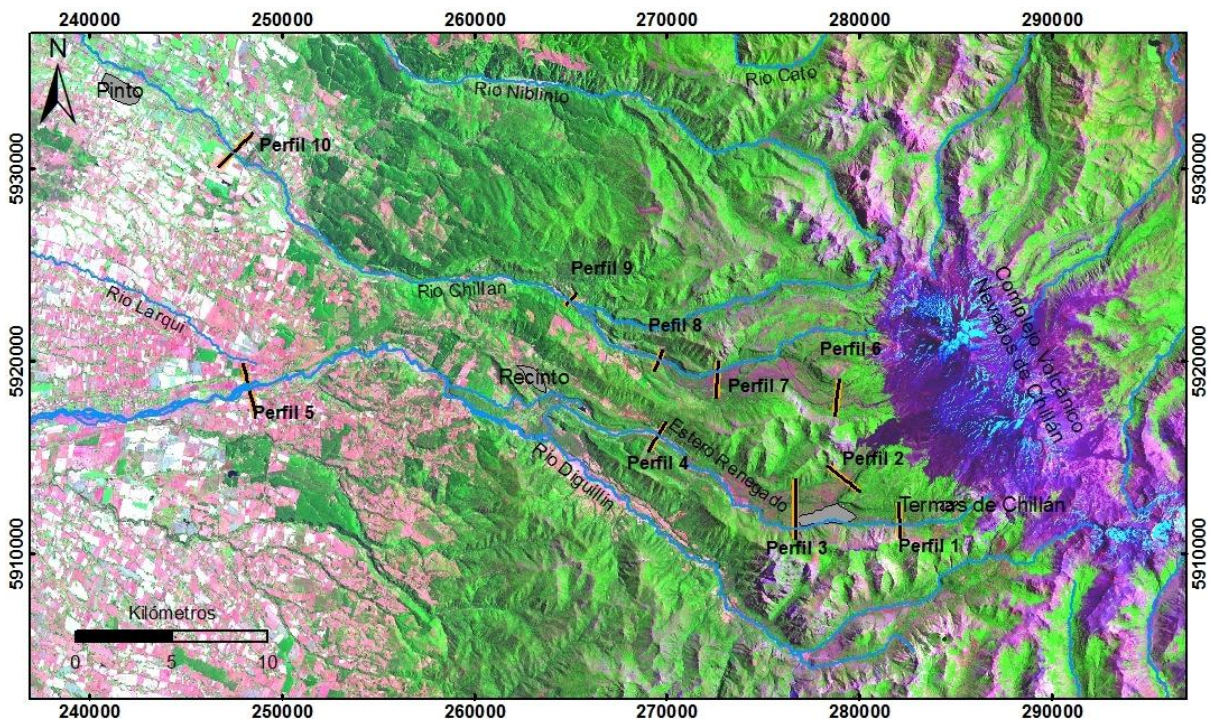 240000 250000 260000 270000 280000 290000
N
Pinto
Perfil 10
Rio Niblinto
Rio Cato
5930000
5930000
Rio Larqui
Rio Chillan
Perfil 9
Perfil 8
Perfil 6
Complejo Volcánico
Nevados de Chillán
5920000
5920000
Recinto
Perfil 7
Perfil 5
Perfil 4
Estero Renegado
Perfil 2
Rio Diguillin
Termas de Chillán
Perfil 3
Perfil 1
5910000
5910000
Kilómetros
0 5 10
240000 250000 260000 270000 280000 290000